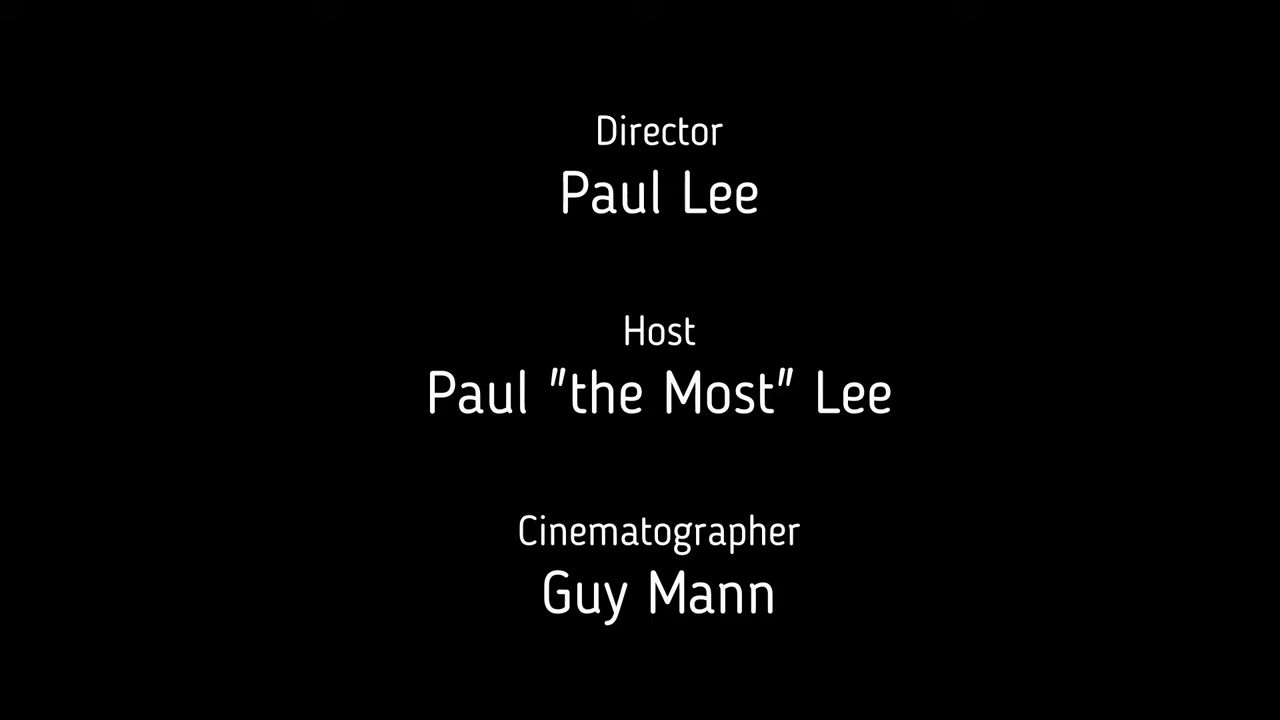 Director
Paul Lee
Host
Paul "the Most" Lee
Cinematographer
Guy Mann